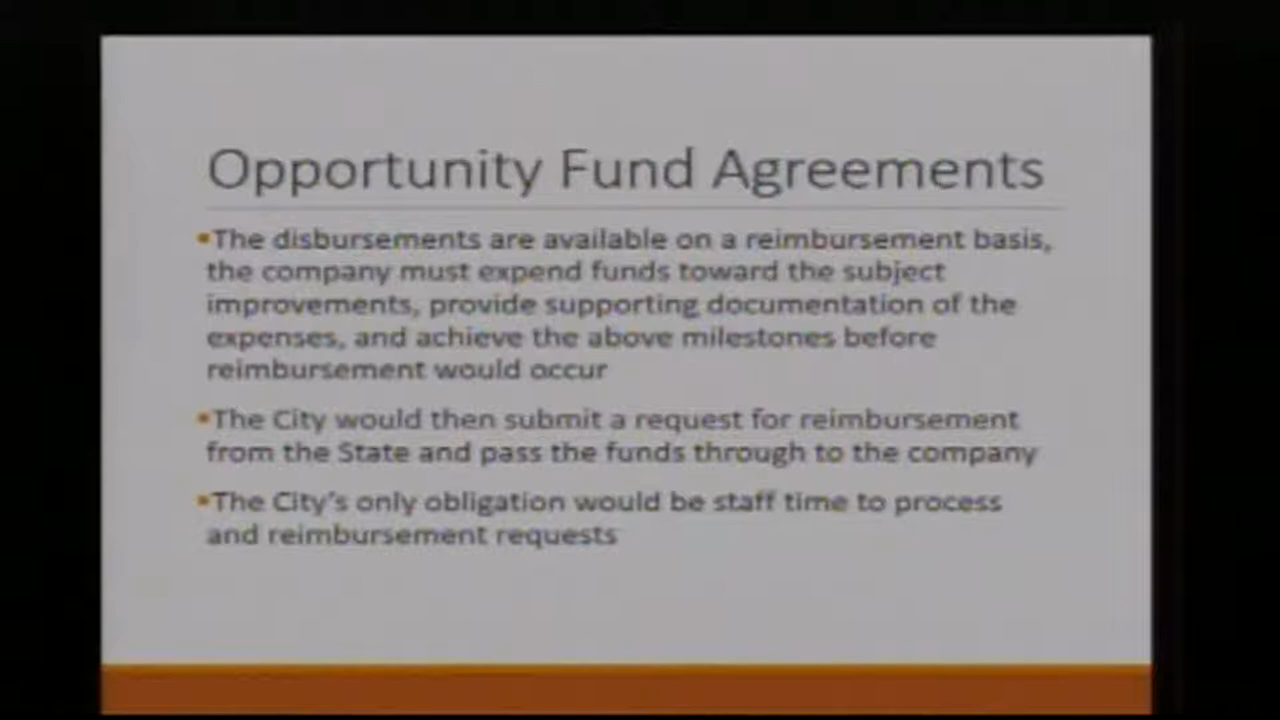 Opportunity Fund Agreements
▪The disbursements are available on a reimbursement basis,
the company must expend funds toward the subject
improvements, provide supporting documentation of the
expenses, and achieve the above milestones before
reimbursement would occur
▪The City would then submit a request for reimbursement
from the State and pass the funds through to the company
▪The City's only obligation would be staff time to process
and reimbursement requests